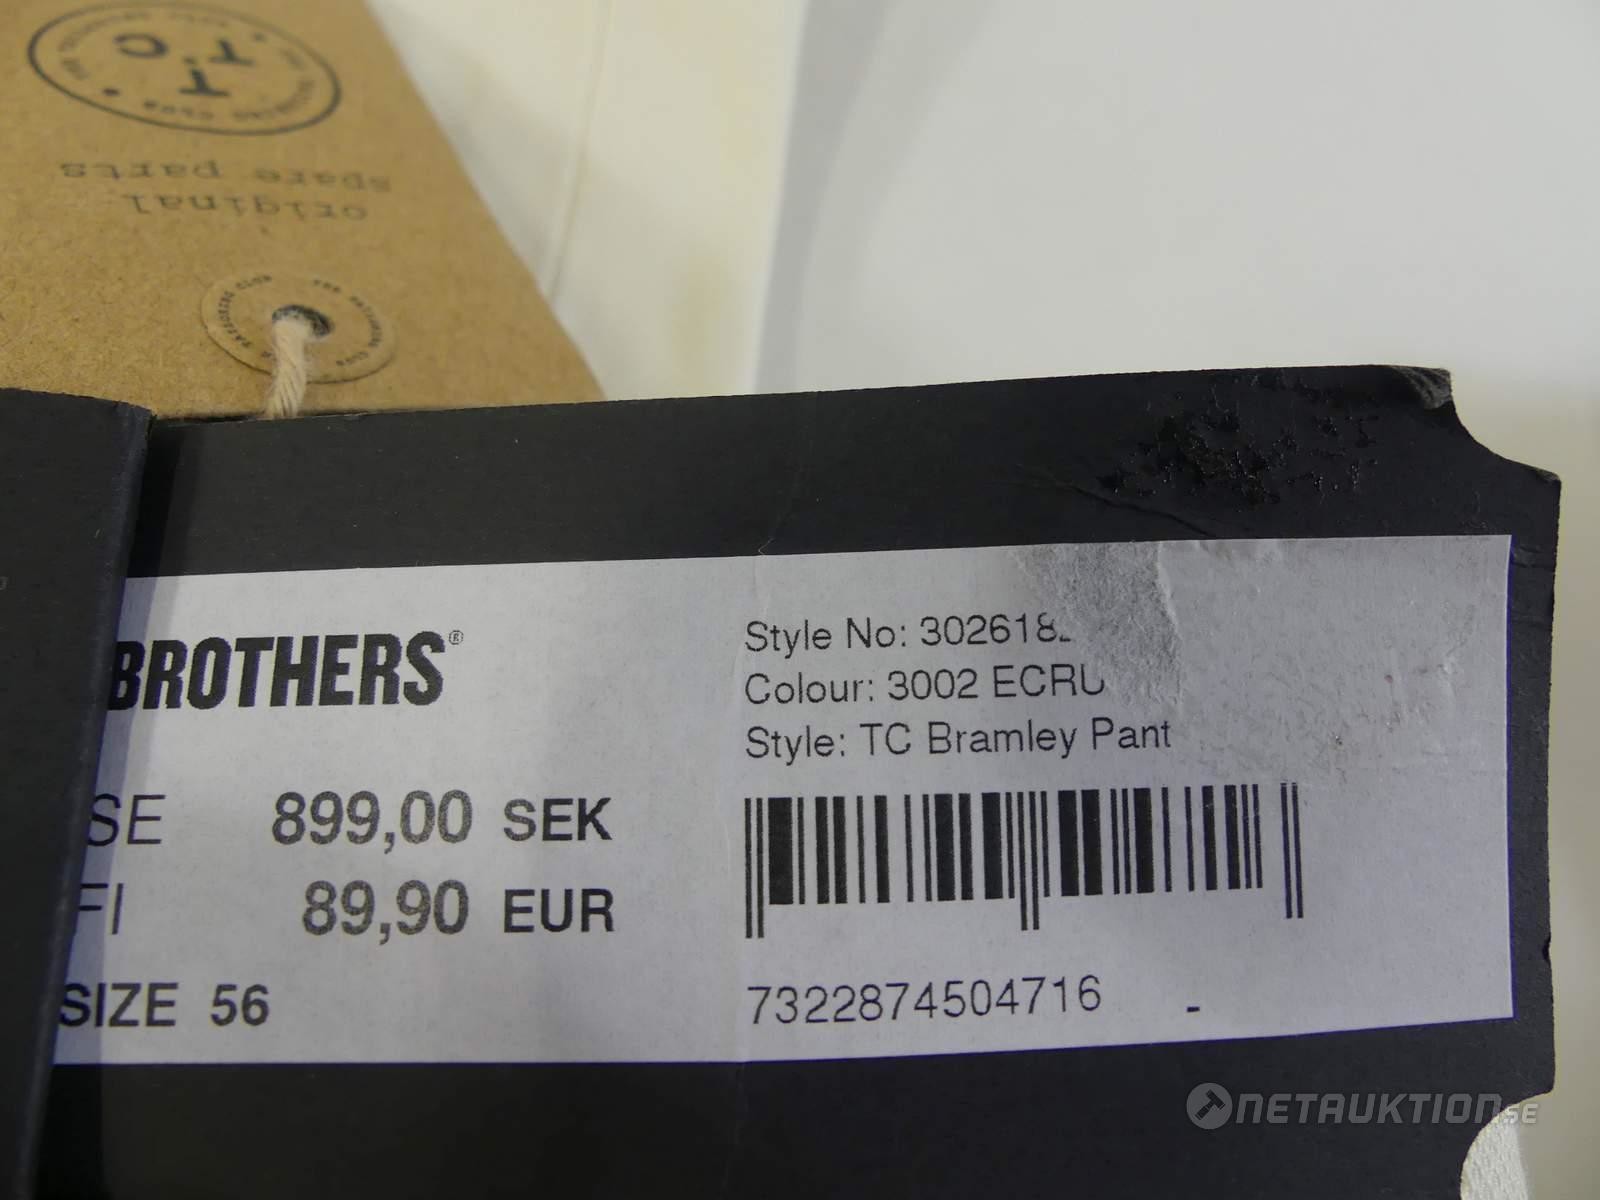 TTC
original
spare parts
BROTHERS®
SE 899,00 SEK
FI 89,90 EUR
SIZE 56
Style No: 302618
Colour: 3002 ECRU
Style: TC Bramley Pant
7322874504716 -
NETAUKTION.SE